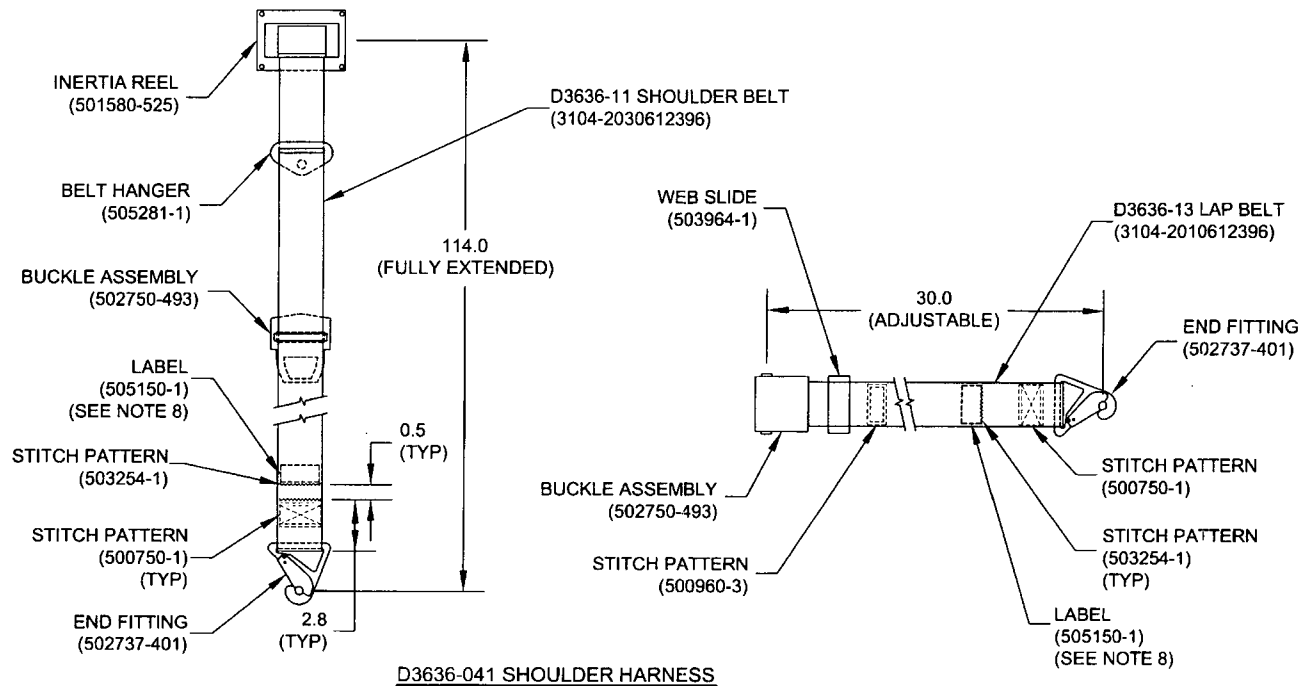 INERTIA REEL
(501580-525)
D3636-11 SHOULDER BELT
(3104-2030612396)
BELT HANGER
(505281-1)
114.0
(FULLY EXTENDED)
BUCKLE ASSEMBLY
(502750-493)
LABEL
(505150-1)
(SEE NOTE 8)
0.5
(TYP)
STITCH PATTERN
(503254-1)
STITCH PATTERN
(500750-1)
(TYP)
END FITTING
(502737-401)
2.8
(TYP)
WEB SLIDE
(503964-1)
D3636-13 LAP BELT
(3104-2010612396)
30.0
(ADJUSTABLE)
END FITTING
(502737-401)
BUCKLE ASSEMBLY
(502750-493)
STITCH PATTERN
(500960-3)
STITCH PATTERN
(500750-1)
STITCH PATTERN
(503254-1)
(TYP)
LABEL
(505150-1)
(SEE NOTE 8)
D3636-041 SHOULDER HARNESS